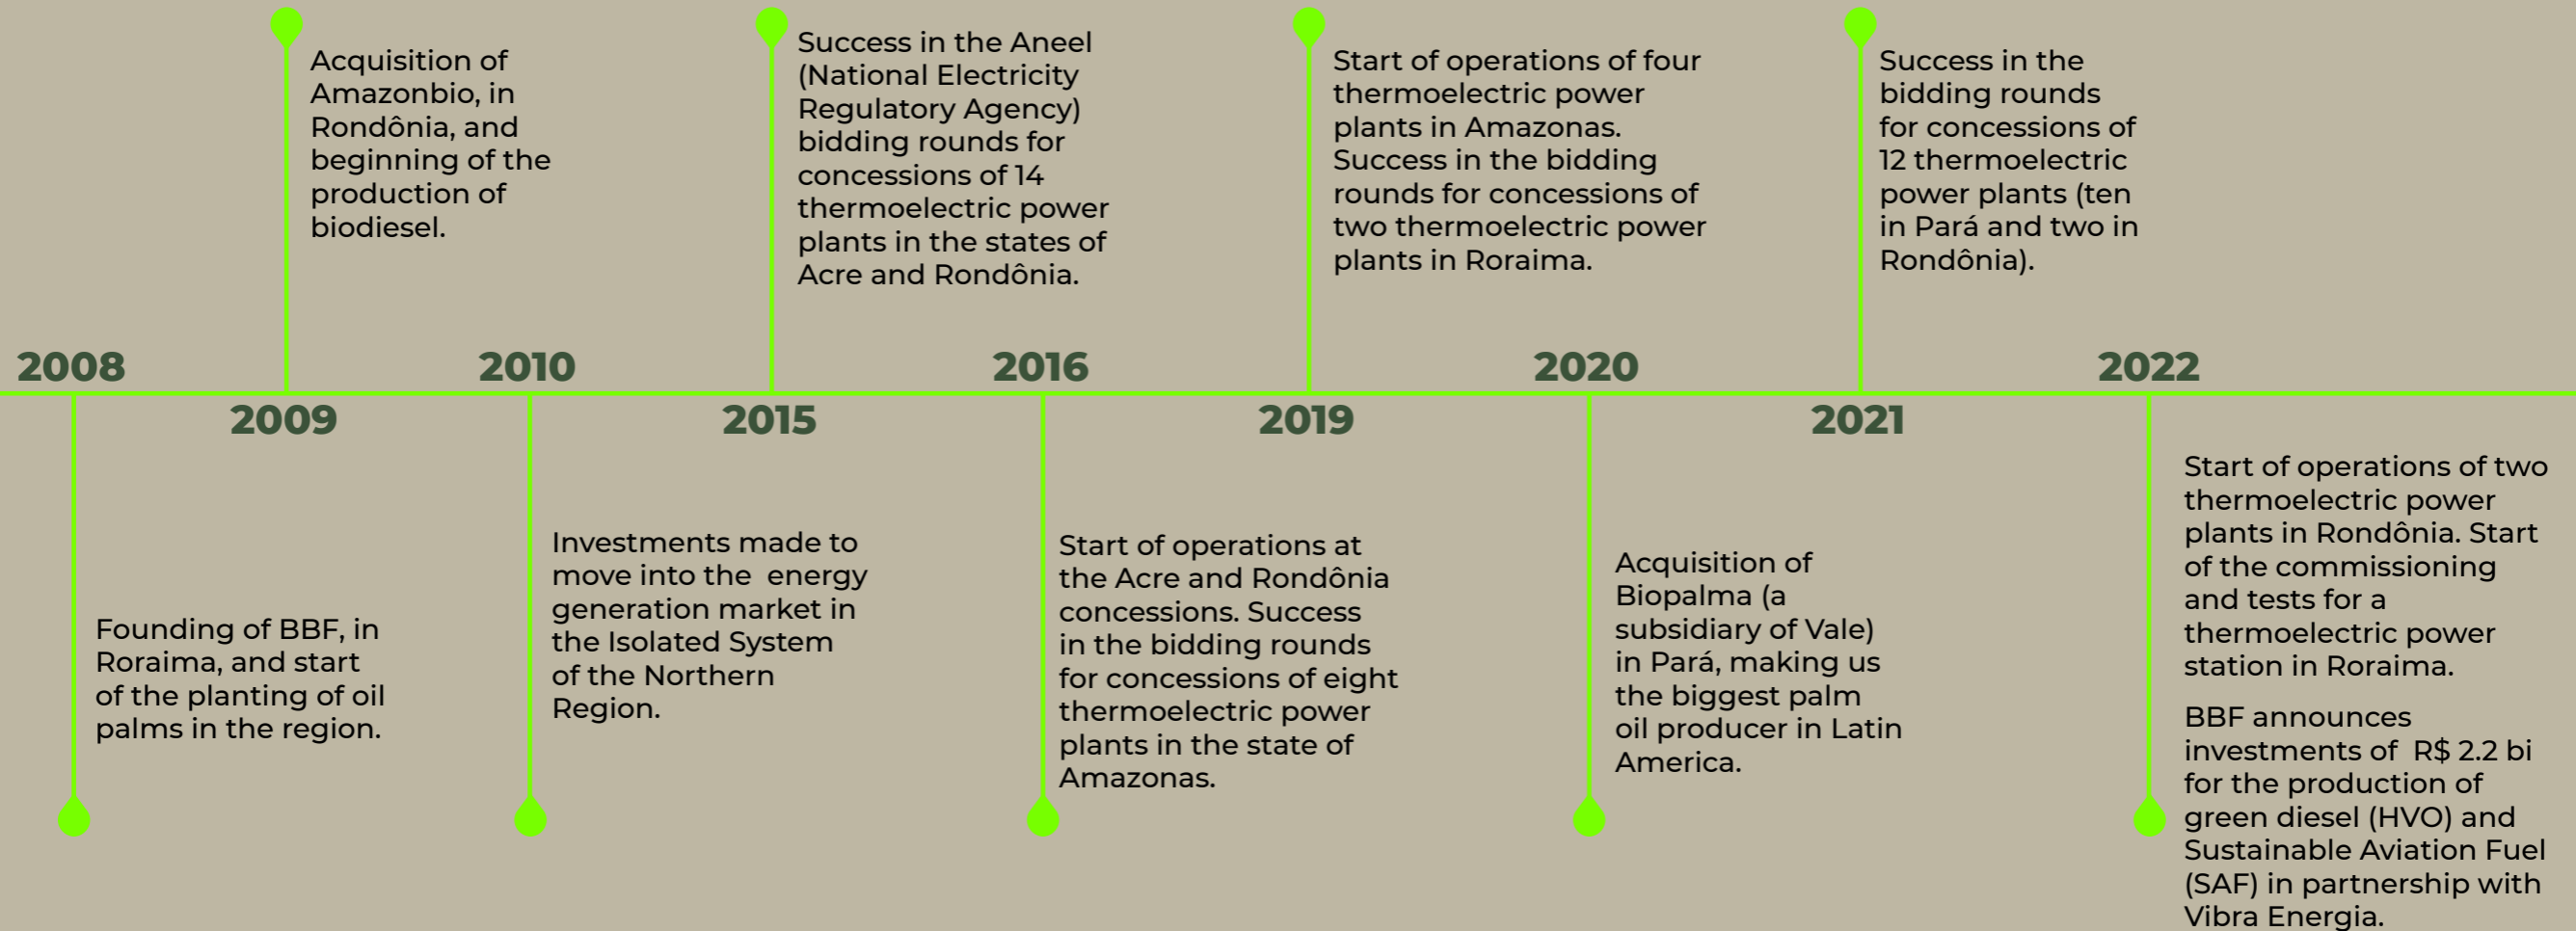 2008
Founding of BBF, in
Roraima, and start
of the planting of oil
palms in the region.
2009
Acquisition of
Amazonbio, in
Rondônia, and
beginning of the
production of
biodiesel.
2010
Investments made to
move into the  energy
generation market in
the Isolated System
of the Northern
Region.
2015
Success in the Aneel
(National Electricity
Regulatory Agency)
bidding rounds for
concessions of 14
thermoelectric power
plants in the states of
Acre and Rondônia.
2016
Start of operations at
the Acre and Rondônia
concessions. Success
in the bidding rounds
for concessions of eight
thermoelectric power
plants in the state of
Amazonas.
2019
Start of operations of four
thermoelectric power
plants in Amazonas.
Success in the bidding
rounds for concessions of
two thermoelectric power
plants in Roraima.
2020
Acquisition of
Biopalma (a
subsidiary of Vale)
in Pará, making us
the biggest palm
oil producer in Latin
America.
2021
Success in the
bidding rounds
for concessions of
12 thermoelectric
power plants (ten
in Pará and two in
Rondônia).
2022
Start of operations of two
thermoelectric power
plants in Rondônia. Start
of the commissioning
and tests for a
thermoelectric power
station in Roraima.
BBF announces
investments of  R$ 2.2 bi
for the production of
green diesel (HVO) and
Sustainable Aviation Fuel
(SAF) in partnership with
Vibra Energia.